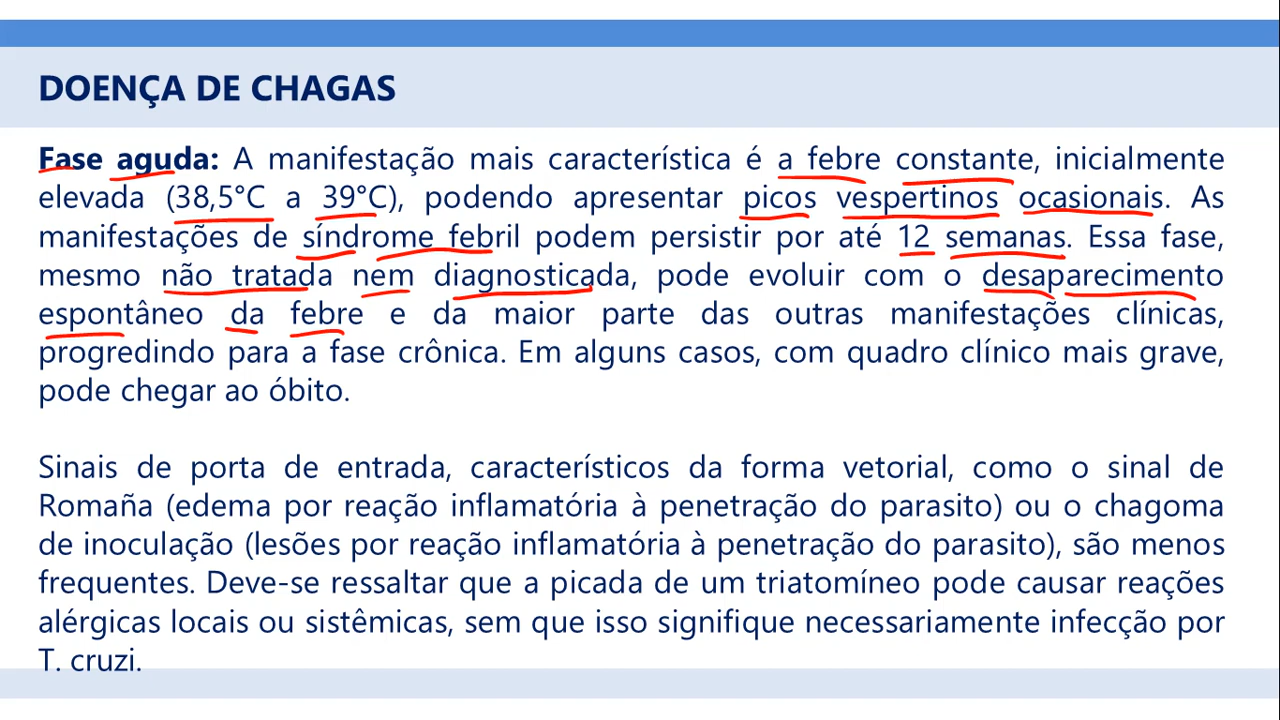 DOENÇA DE CHAGAS
Fase aguda: A manifestação mais característica é a febre constante, inicialmente
elevada (38,5°C a 39°C), podendo apresentar picos vespertinos ocasionais. As
manifestações de síndrome febril podem persistir por até 12 semanas. Essa fase,
mesmo não tratada nem diagnosticada, pode evoluir com o desaparecimento
espontâneo da febre e da maior parte das outras manifestações clínicas,
progredindo para a fase crônica. Em alguns casos, com quadro clínico mais grave,
pode chegar ao óbito.
Sinais de porta de entrada, característicos da forma vetorial, como o sinal de
Romaña (edema por reação inflamatória à penetração do parasito) ou o chagoma
de inoculação (lesões por reação inflamatória à penetração do parasito), são menos
frequentes. Deve-se ressaltar que a picada de um triatomíneo pode causar reações
alérgicas locais ou sistêmicas, sem que isso signifique necessariamente infecção por
T. cruzi.